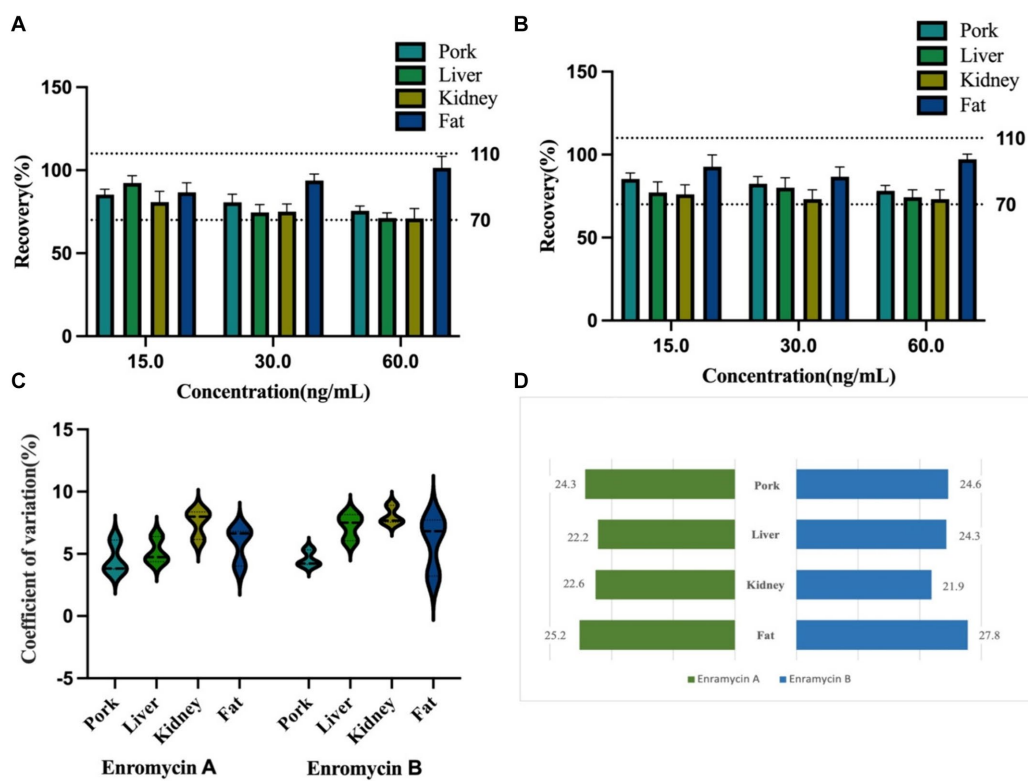 A
Pork
Liver
Kidney
Fat
150
100
50
0
110
70
Recovery(%)
15.0 30.0 60.0
Concentration(ng/mL)
B
Pork
Liver
Kidney
Fat
150
100
50
0
110
70
Recovery(%)
15.0 30.0 60.0
Concentration(ng/mL)
C
15
10
5
0
-5
Coefficient of variation(%)
Pork Liver Kidney Fat Pork Liver Kidney Fat
Enromycin A Enromycin B
D
24.3 Pork 24.6
22.2 Liver 24.3
22.6 Kidney 21.9
25.2 Fat 27.8
Enramycin A Enramycin B